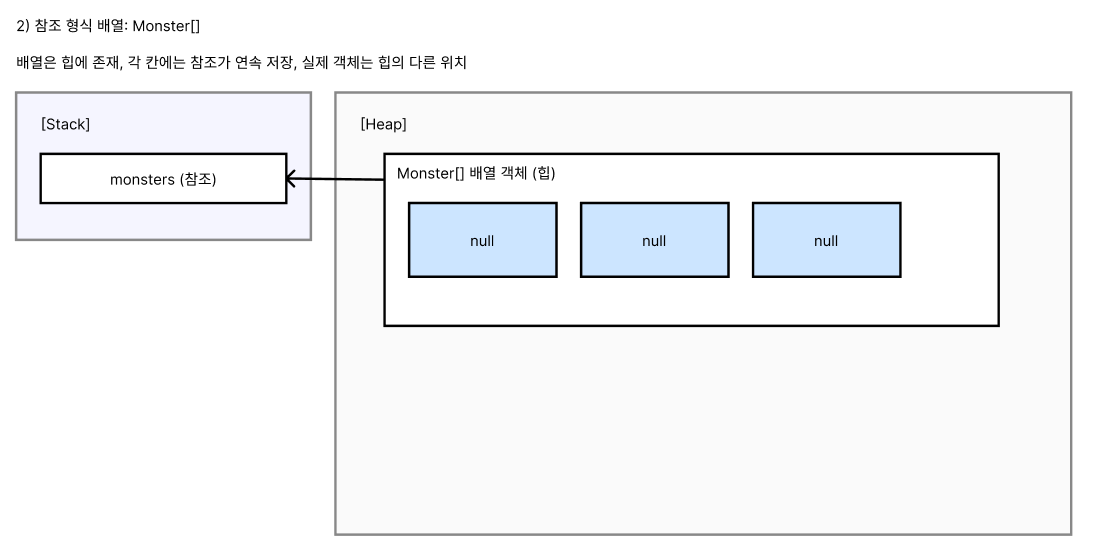 2) 참조 형식 배열: Monster[]
배열은 힙에 존재, 각 칸에는 참조가 연속 저장, 실제 객체는 힙의 다른 위치
[Stack]
monsters (참조)
[Heap]
Monster[] 배열 객체 (힙)
null
null
null